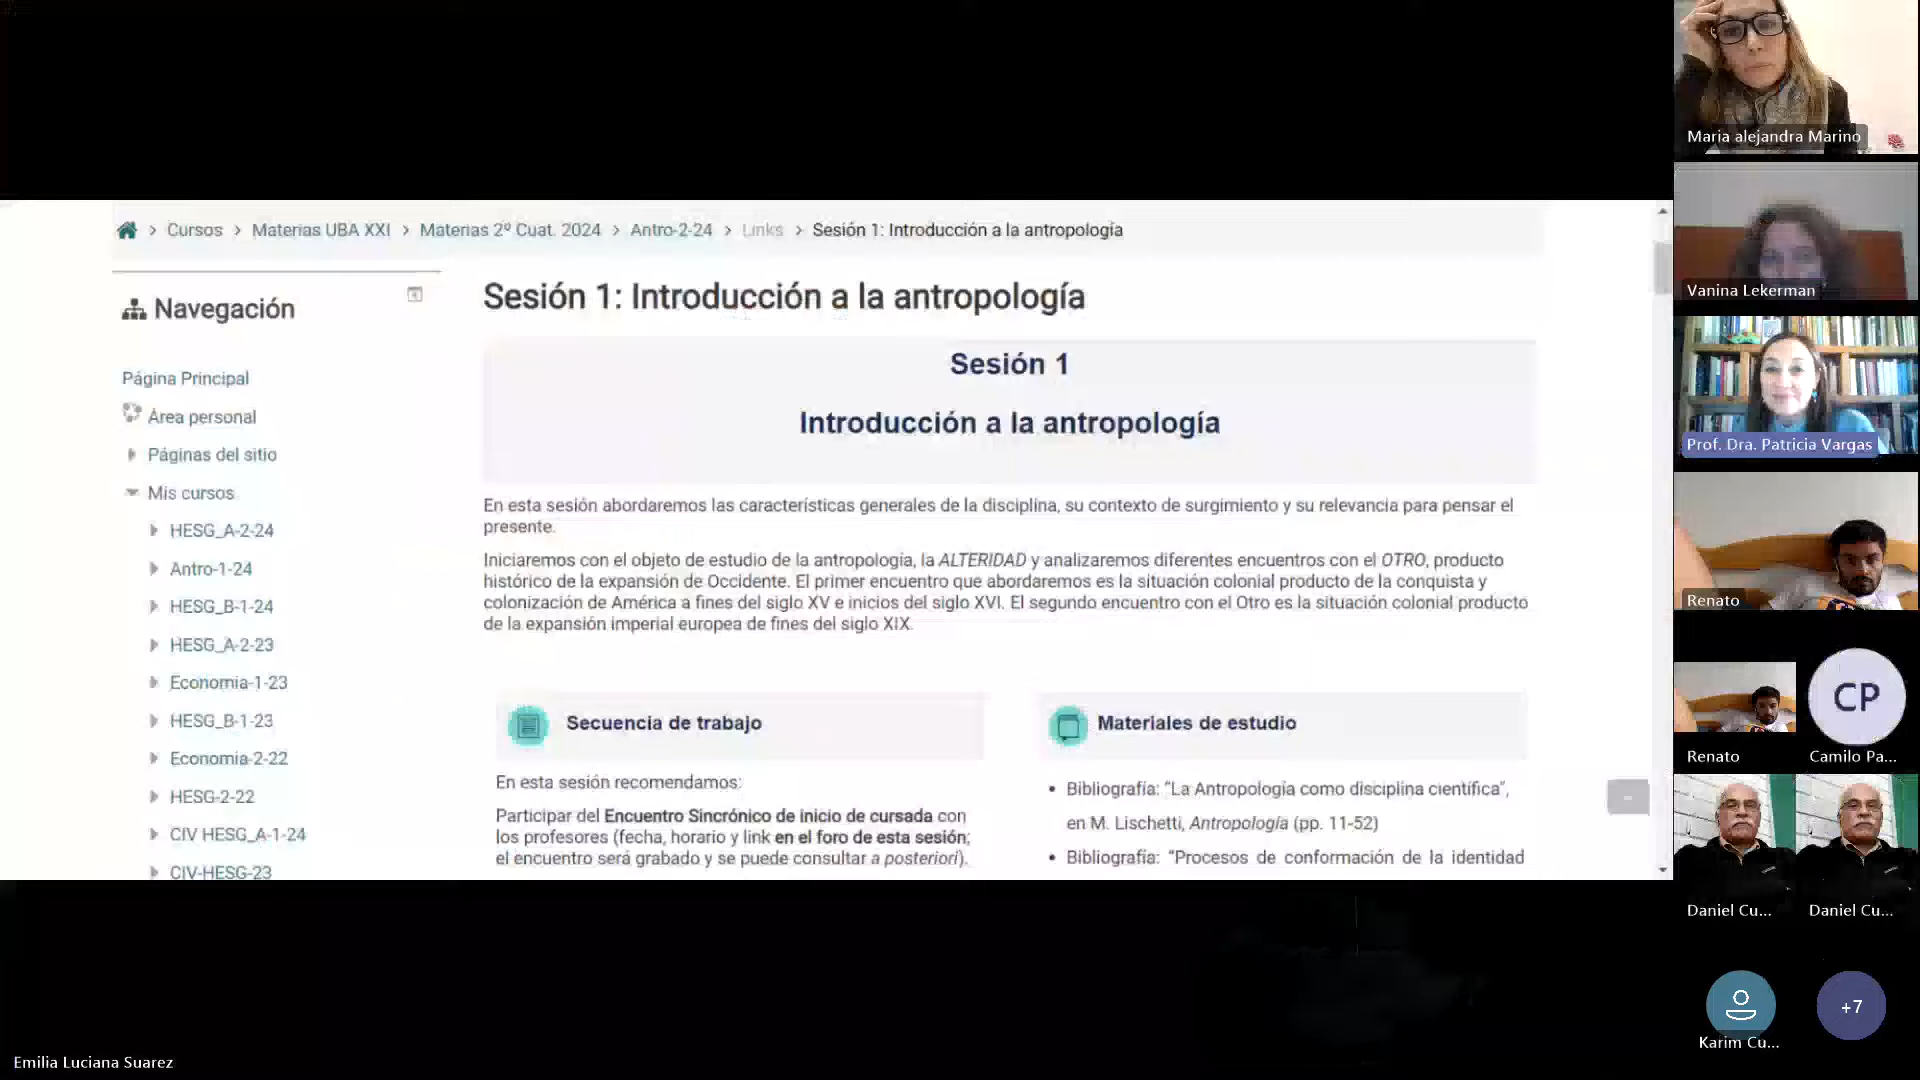 Cursos > Materias UBA XXI > Materias 2º Cuat. 2024 > Antro-2-24 > Links > Sesión 1: Introducción a la antropología
Navegación
Página Principal
Área personal
Páginas del sitio
Mis cursos
HESG_A-2-24
Antro-1-24
HESG_B-1-24
HESG_A-2-23
Economia-1-23
HESG_B-1-23
Economia-2-22
HESG-2-22
CIV HESG_A-1-24
CIV-HESG-23
Sesión 1: Introducción a la antropología
Sesión 1
Introducción a la antropología
En esta sesión abordaremos las características generales de la disciplina, su contexto de surgimiento y su relevancia para pensar el
presente.
Iniciaremos con el objeto de estudio de la antropología, la ALTERIDAD y analizaremos diferentes encuentros con el OTRO, producto
histórico de la expansión de Occidente. El primer encuentro que abordaremos es la situación colonial producto de la conquista y
colonización de América a fines del siglo XV e inicios del siglo XVI. El segundo encuentro con el Otro es la situación colonial producto
de la expansión imperial europea de fines del siglo XIX.
Secuencia de trabajo
En esta sesión recomendamos:
Participar del Encuentro Sincrónico de inicio de cursada con
los profesores (fecha, horario y link en el foro de esta sesión;
el encuentro será grabado y se puede consultar a posteriori).
Materiales de estudio
• Bibliografía: “La Antropología como disciplina científica”,
en M. Lischetti, Antropología (pp. 11-52)
• Bibliografía: “Procesos de conformación de la identidad
Maria alejandra Marino
Vanina Lekerman
Prof. Dra. Patricia Vargas
Renato
Renato
CP
Camilo Pa...
Daniel Cu...
Daniel Cu...
Karim Cu...
+7
Emilia Luciana Suarez